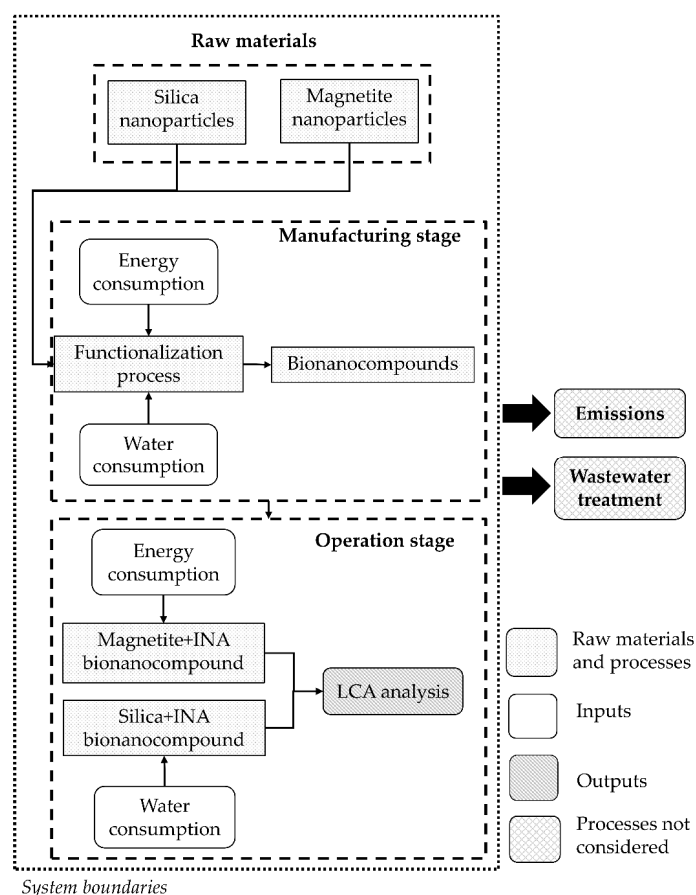 Raw materials
Silica
nanoparticles
Magnetite
nanoparticles
Manufacturing stage
Energy
consumption
Functionalization
process
Bionanocompounds
Water
consumption
Emissions
Wastewater
treatment
Operation stage
Energy
consumption
Magnetite+INA
bionanocompound
LCA analysis
Silica+INA
bionanocompound
Water
consumption
Raw materials
and processes
Inputs
Outputs
Processes not
considered
System boundaries